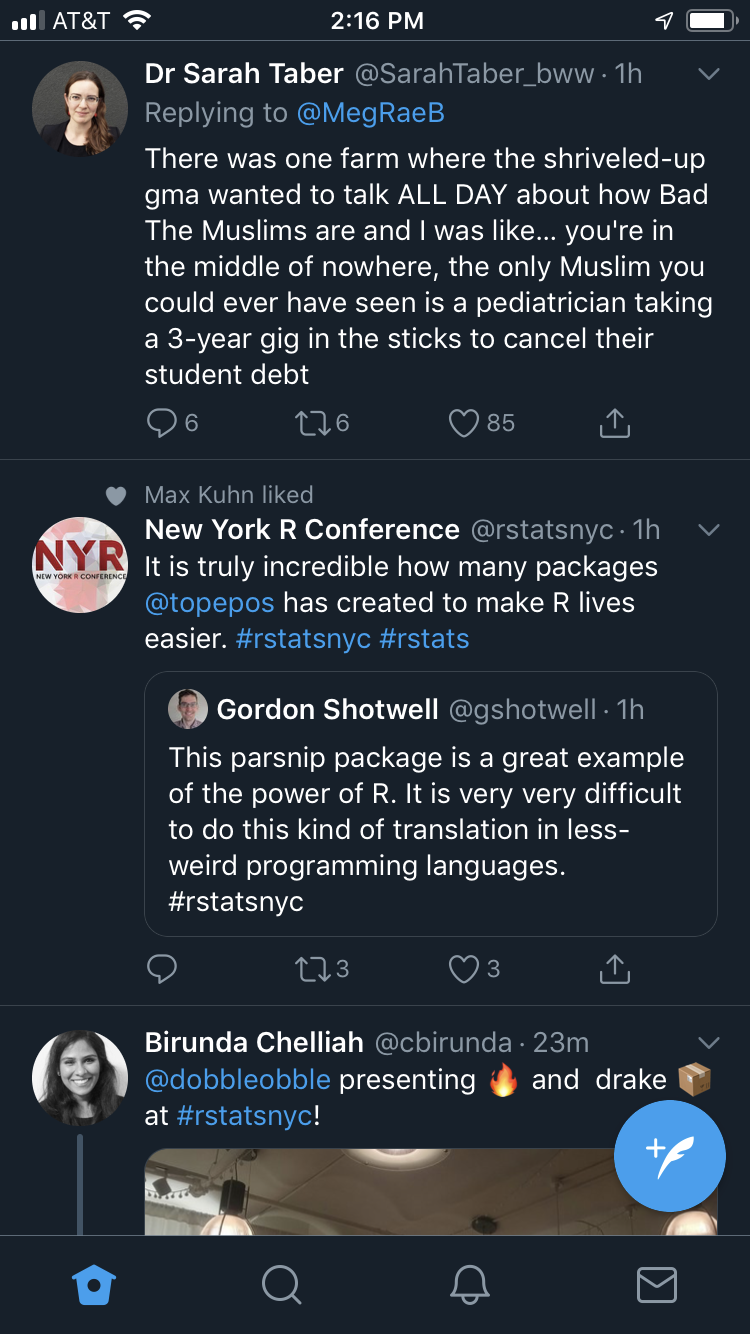 AT&T 2:16 PM
Dr Sarah Taber @SarahTaber_bww · 1h
Replying to @MegRaeB
There was one farm where the shriveled-up
gma wanted to talk ALL DAY about how Bad
The Muslims are and I was like... you're in
the middle of nowhere, the only Muslim you
could ever have seen is a pediatrician taking
a 3-year gig in the sticks to cancel their
student debt
6 6 85
Max Kuhn liked
NYR
NEW YORK R CONFERENCE
New York R Conference @rstatsnyc · 1h
It is truly incredible how many packages
@topepos has created to make R lives
easier. #rstatsnyc #rstats
Gordon Shotwell @gshotwell · 1h
This parsnip package is a great example
of the power of R. It is very very difficult
to do this kind of translation in less-
weird programming languages.
#rstatsnyc
3 3
Birunda Chelliah @cbirunda · 23m
@dobbleobble presenting 🔥 and drake 📦
at #rstatsnyc!